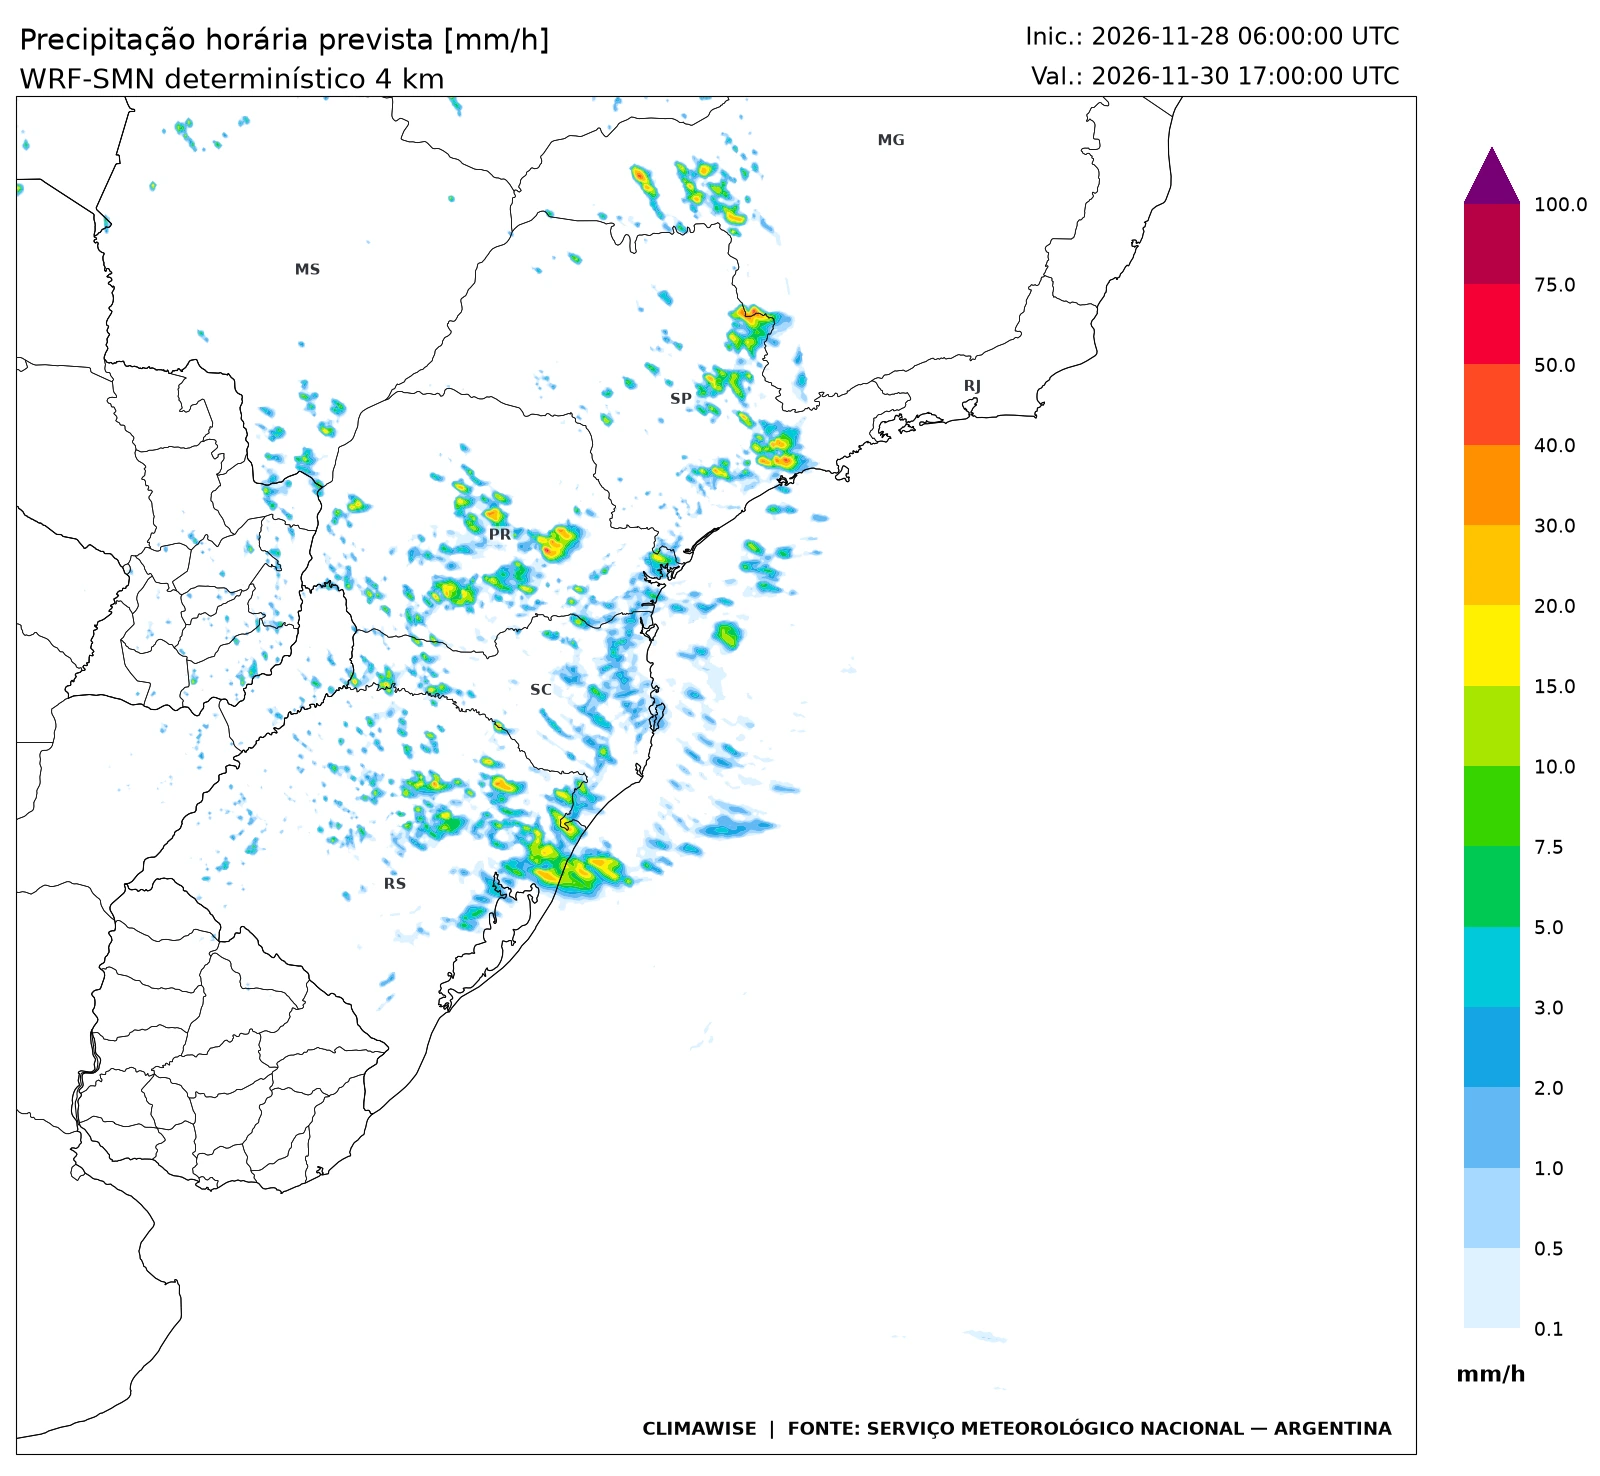 Precipitação horária prevista [mm/h]
WRF-SMN determinístico 4 km
Inic.: 2026-11-28 06:00:00 UTC
Val.: 2026-11-30 17:00:00 UTC
MG
MS
RJ
SP
PR
SC
RS
100.0
75.0
50.0
40.0
30.0
20.0
15.0
10.0
7.5
5.0
3.0
2.0
1.0
0.5
0.1
mm/h
CLIMAWISE | FONTE: SERVIÇO METEOROLÓGICO NACIONAL — ARGENTINA